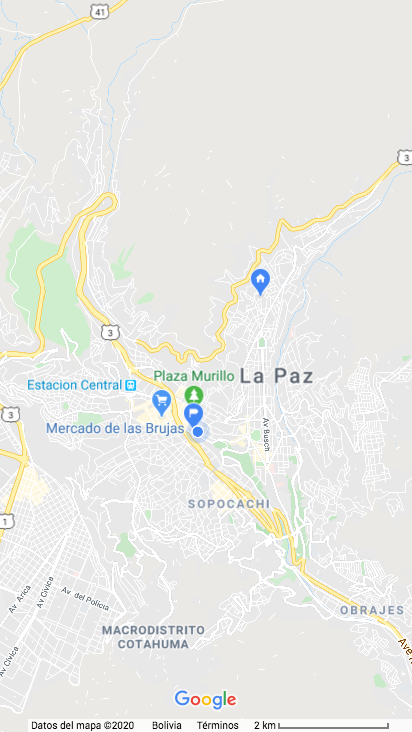 41
3
3
Plaza Murillo
La Paz
Estacion Central
3
Mercado de las Brujas
Av Busch
SOPOCACHI
1
Av. Arica
Av Cívica
Av. del Policía
OBRAJES
MACRODISTRITO
COTAHUMA
Av Cívica
Google
Datos del mapa ©2020 Bolivia Términos 2 km